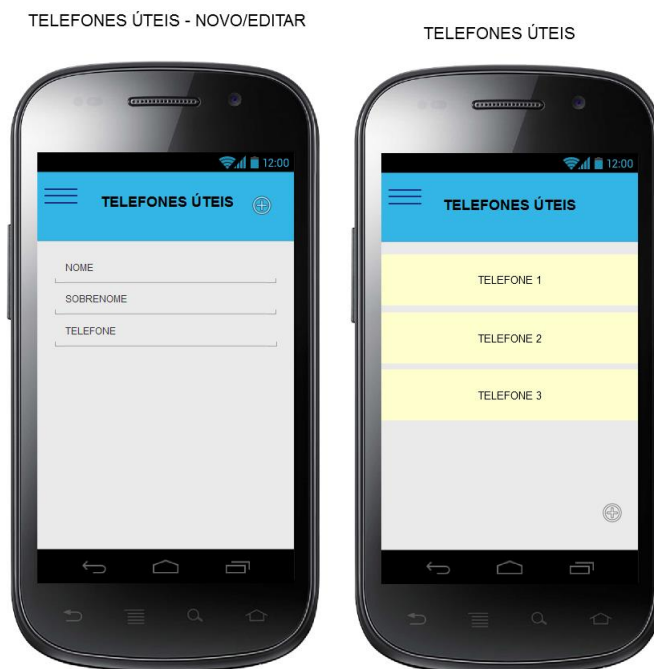 TELEFONES ÚTEIS - NOVO/EDITAR
12:00
TELEFONES ÚTEIS
NOME
SOBRENOME
TELEFONE
TELEFONES ÚTEIS
12:00
TELEFONES ÚTEIS
TELEFONE 1
TELEFONE 2
TELEFONE 3